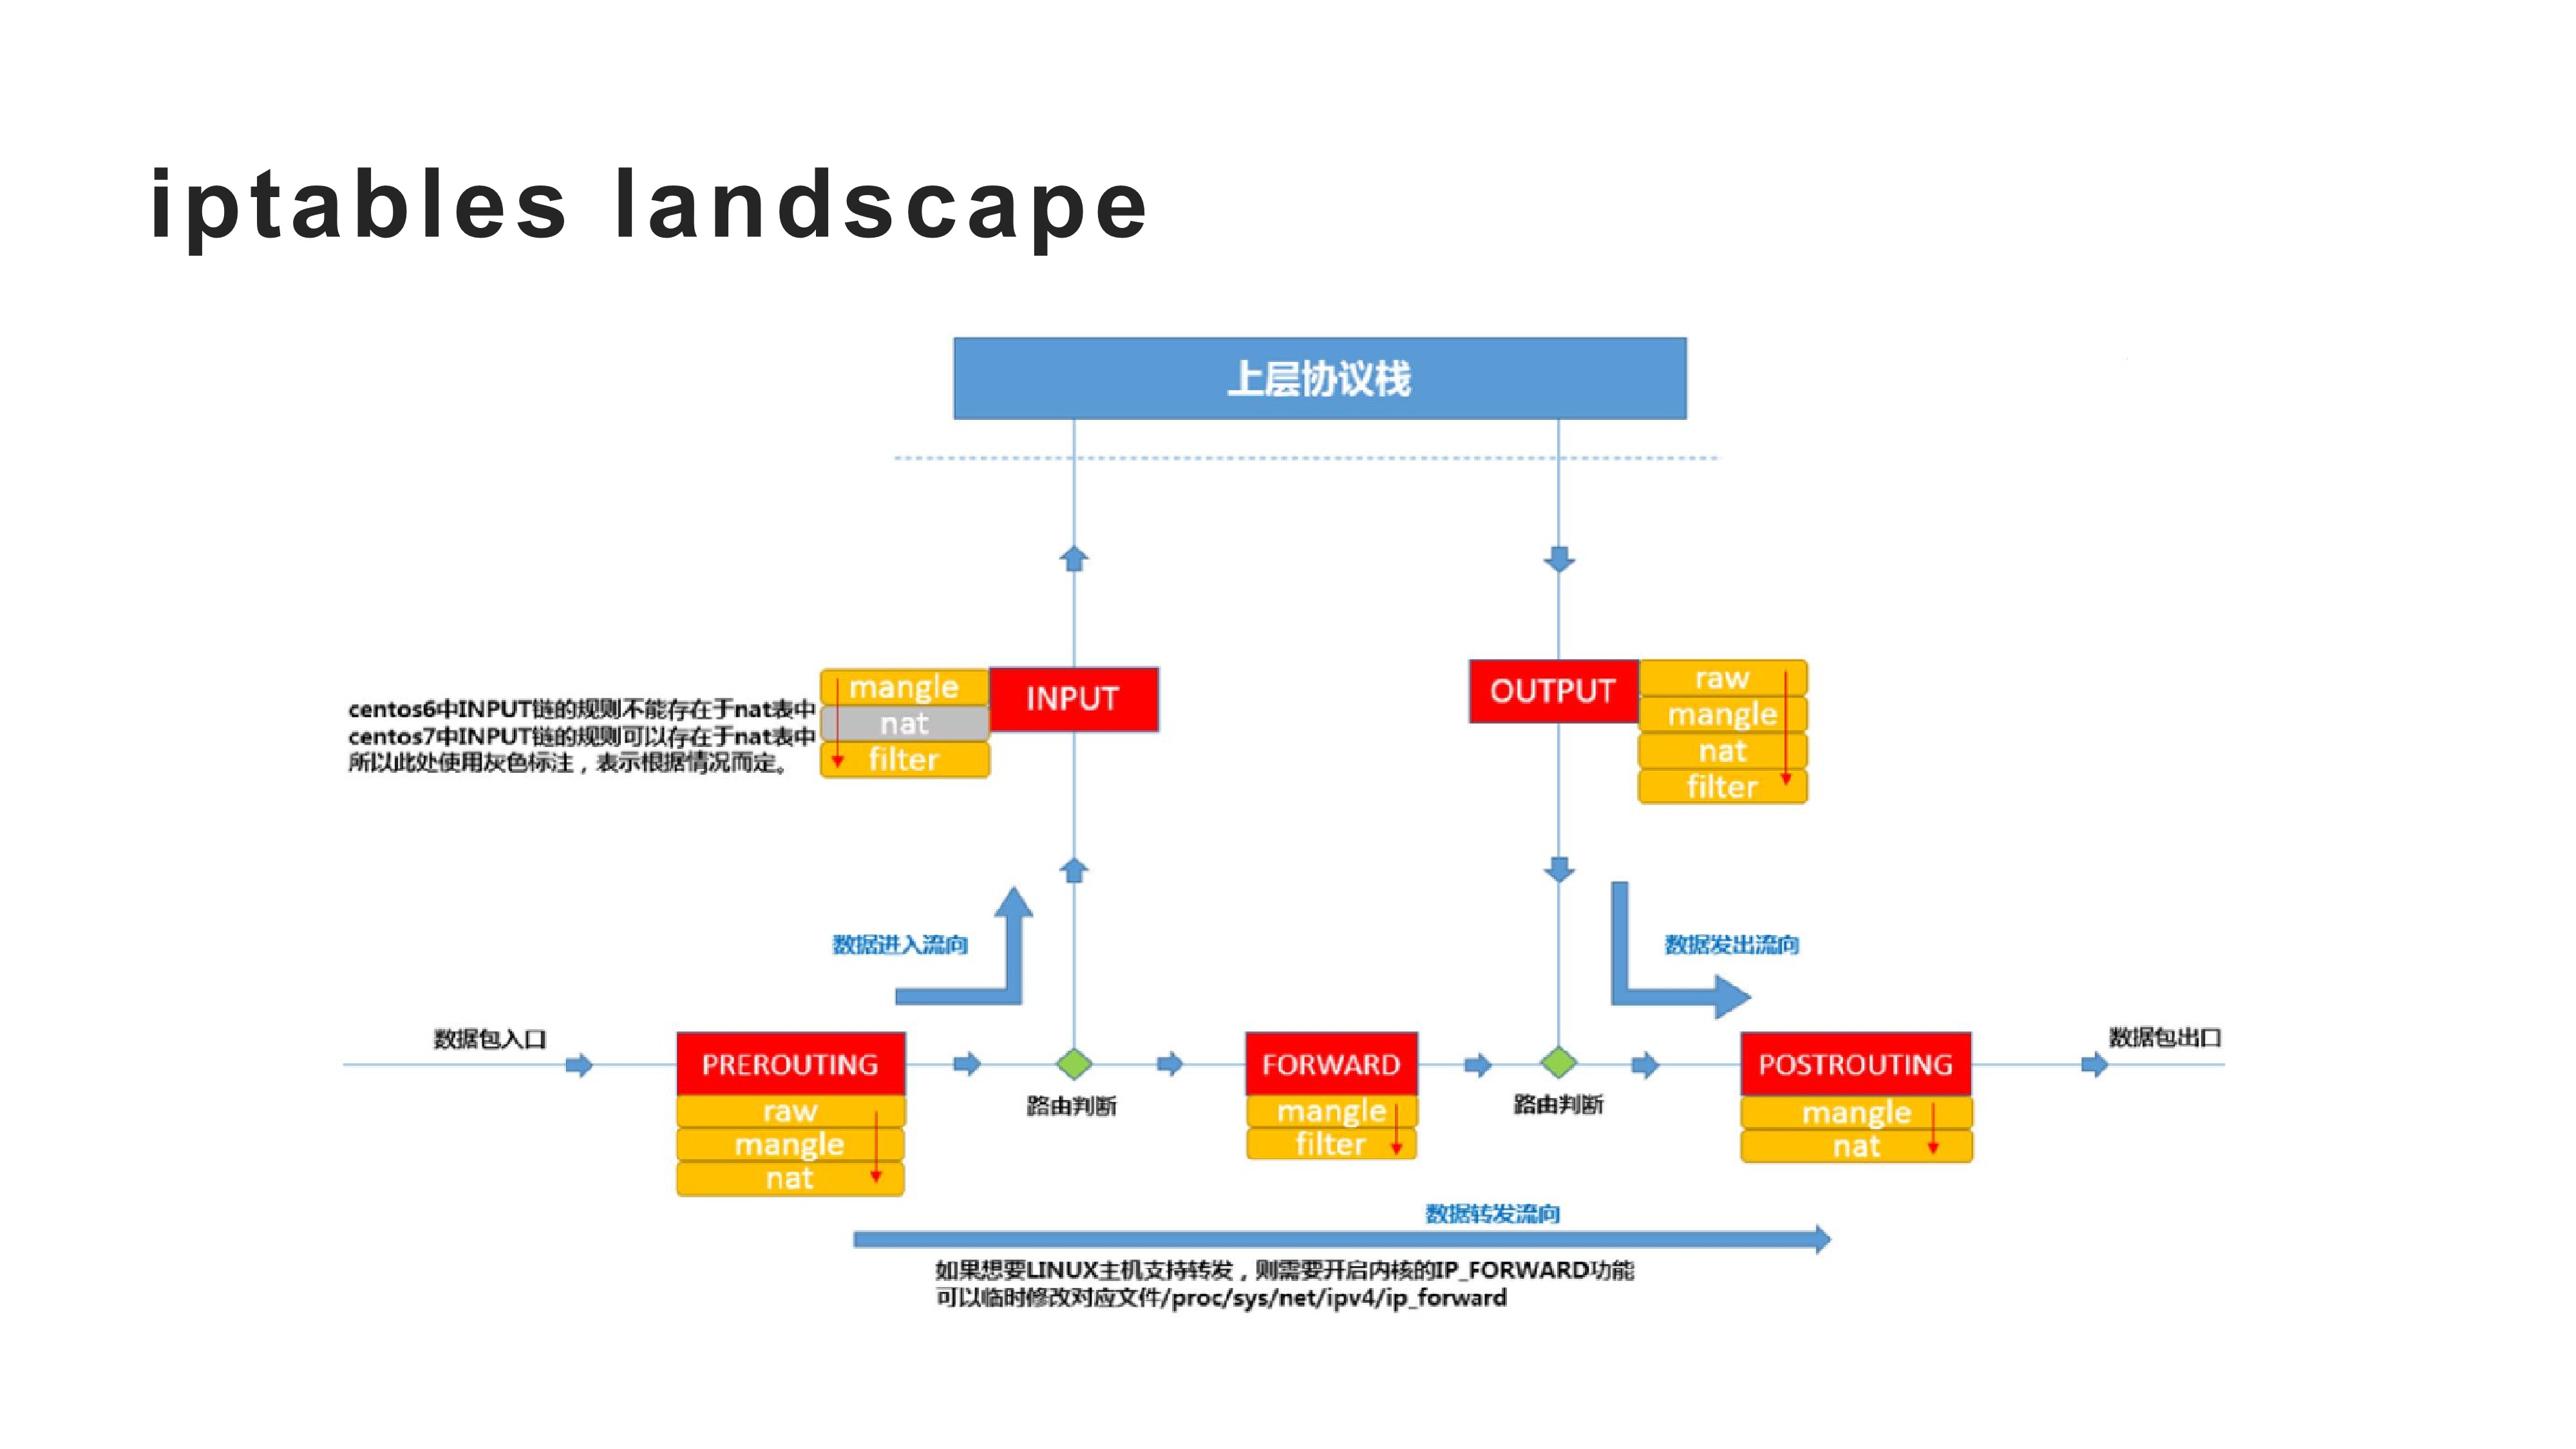 iptables landscape
上层协议栈
mangle
nat
filter
INPUT
OUTPUT
raw
mangle
nat
filter
centos6中INPUT链的规则不能存在于nat表中
centos7中INPUT链的规则可以存在于nat表中
所以此处使用灰色标注，表示根据情况而定。
数据进入流向
数据发出流向
数据包入口
PREROUTING
raw
mangle
nat
路由判断
FORWARD
mangle
filter
路由判断
POSTROUTING
mangle
nat
数据包出口
数据转发流向
如果想要LINUX主机支持转发，则需要开启内核的IP_FORWARD功能
可以临时修改对应文件/proc/sys/net/ipv4/ip_forward